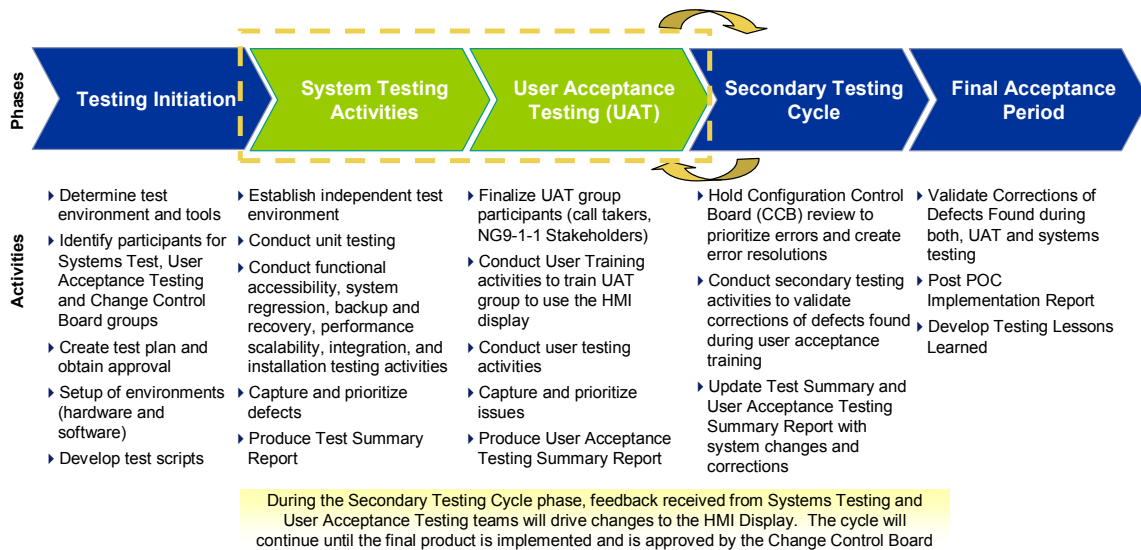 Phases
Testing Initiation
System Testing
Activities
User Acceptance
Testing (UAT)
Secondary Testing
Cycle
Final Acceptance
Period
Activities
Determine test
environment and tools
Identify participants for
Systems Test, User
Acceptance Testing
and Change Control
Board groups
Create test plan and
obtain approval
Setup of environments
(hardware and
software)
Develop test scripts
Establish independent test
environment
Conduct unit testing
Conduct functional
accessibility, system
regression, backup and
recovery, performance
scalability, integration, and
installation testing activities
Capture and prioritize
defects
Produce Test Summary
Report
Finalize UAT group
participants (call takers,
NG9-1-1 Stakeholders)
Conduct User Training
activities to train UAT
group to use the HMI
display
Conduct user testing
activities
Capture and prioritize
issues
Produce User Acceptance
Testing Summary Report
Hold Configuration Control
Board (CCB) review to
prioritize errors and create
error resolutions
Conduct secondary testing
activities to validate
corrections of defects found
during user acceptance
training
Update Test Summary and
User Acceptance Testing
Summary Report with
system changes and
corrections
Validate Corrections of
Defects Found during
both, UAT and systems
testing
Post POC
Implementation Report
Develop Testing Lessons
Learned
During the Secondary Testing Cycle phase, feedback received from Systems Testing and
User Acceptance Testing teams will drive changes to the HMI Display.  The cycle will
continue until the final product is implemented and is approved by the Change Control Board